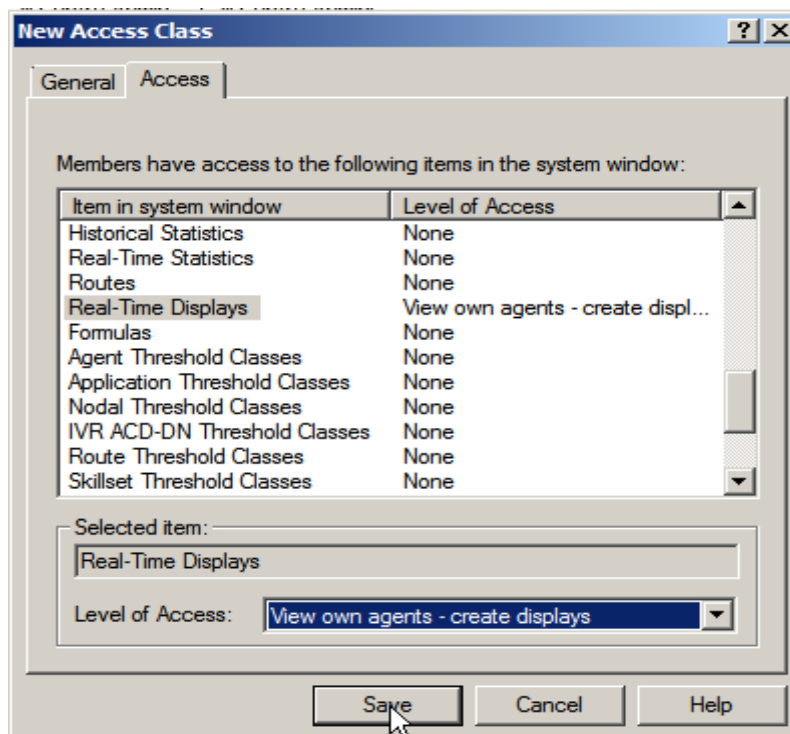 New Access Class
General Access
Members have access to the following items in the system window:
Item in system window Level of Access
Historical Statistics None
Real-Time Statistics None
Routes None
Real-Time Displays View own agents - create displ...
Formulas None
Agent Threshold Classes None
Application Threshold Classes None
Nodal Threshold Classes None
IVR ACD-DN Threshold Classes None
Route Threshold Classes None
Skillset Threshold Classes None
Selected item:
Real-Time Displays
Level of Access: View own agents - create displays
Save Cancel Help